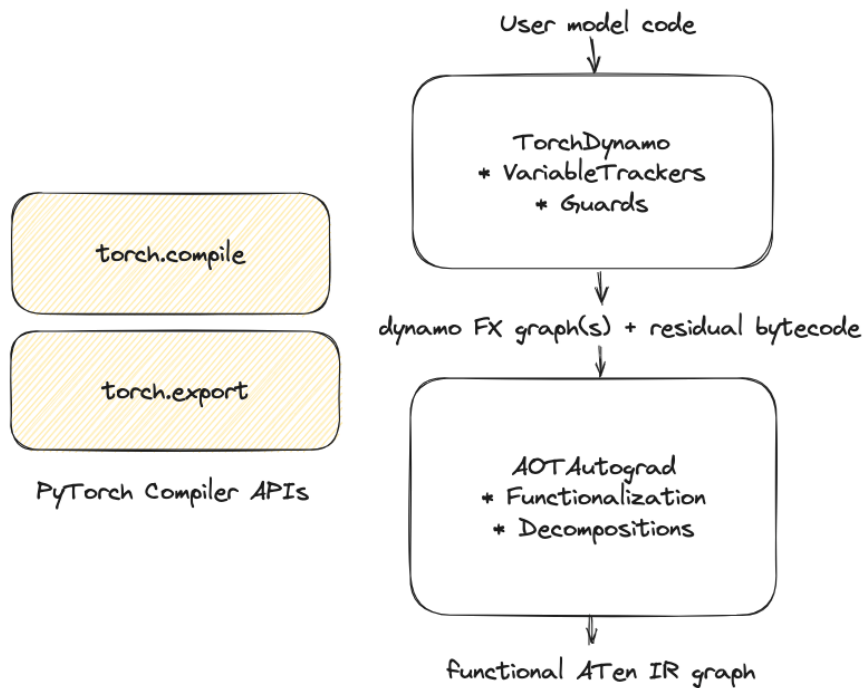 User model code
TorchDynamo
* VariableTrackers
* Guards
torch.compile
dynamo FX graph(s) + residual bytecode
torch.export
AOTAutograd
* Functionalization
* Decompositions
PyTorch Compiler APIs
functional ATen IR graph